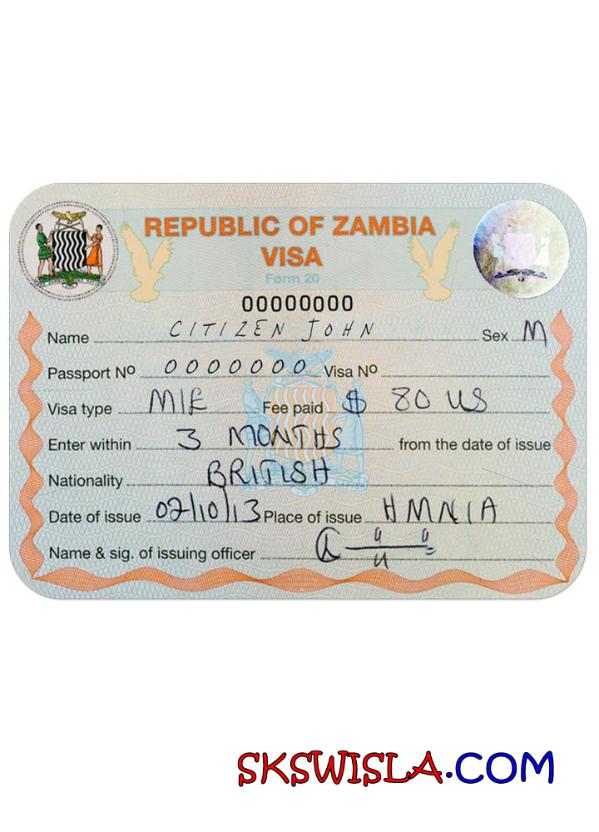 REPUBLIC OF ZAMBIA
VISA
Form 20
00000000
Name CITIZEN JOHN Sex M
Passport Nº 0000000 Visa Nº
Visa type MIE Fee paid $ 80 US
Enter within 3 MONTHS from the date of issue
Nationality BRITISH
Date of issue 02/10/13 Place of issue HMNIA
Name & sig. of issuing officer
SKSWISLA.COM